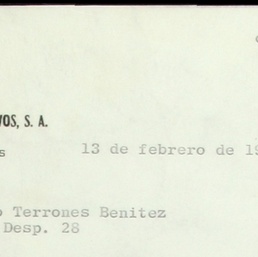 VOS, S. A.
s
13 de febrero de 19
o Terrones Benitez
Desp. 28